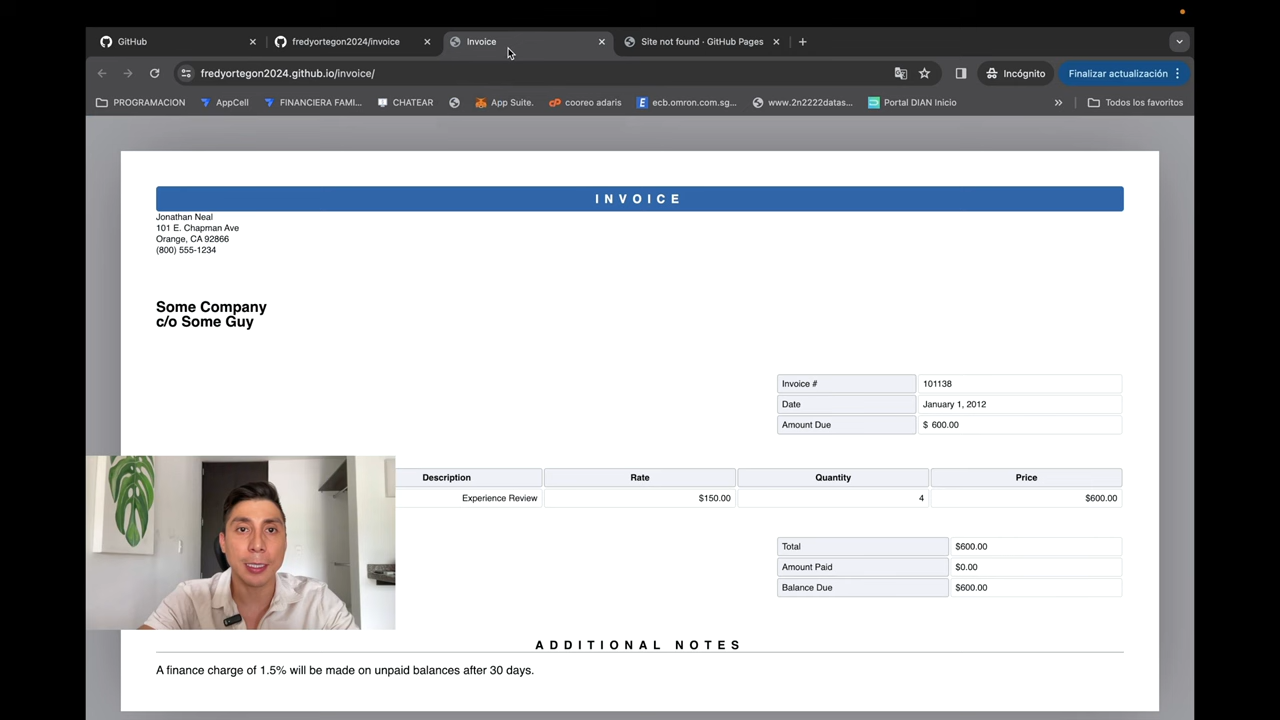 GitHub
fredyortegon2024/invoice
Invoice
Site not found · GitHub Pages
fredyortegon2024.github.io/invoice/
Incógnito
Finalizar actualización
PROGRAMACION
AppCell
FINANCIERA FAMI...
CHATEAR
App Suite.
cooreo adaris
ecb.omron.com.sg...
www.2n2222datas...
Portal DIAN Inicio
»
Todos los favoritos
INVOICE
Jonathan Neal
101 E. Chapman Ave
Orange, CA 92866
(800) 555-1234
Some Company
c/o Some Guy
Invoice # 101138
Date January 1, 2012
Amount Due $ 600.00
Description Rate Quantity Price
Experience Review $150.00 4 $600.00
Total $600.00
Amount Paid $0.00
Balance Due $600.00
ADDITIONAL NOTES
A finance charge of 1.5% will be made on unpaid balances after 30 days.